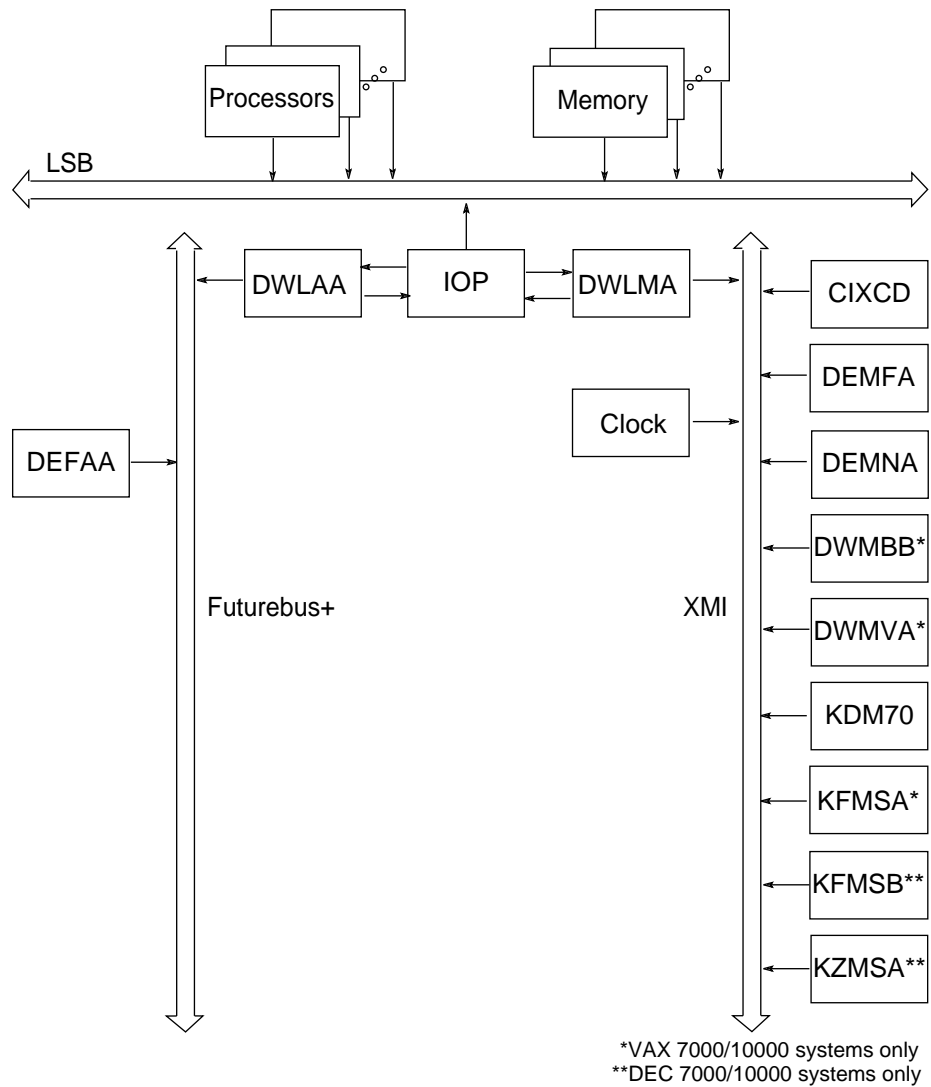 Processors
Memory
LSB
DWLAA
IOP
DWLMA
CIXCD
DEMFA
Clock
DEFAA
DEMNA
DWMBB*
Futurebus+
XMI
DWMVA*
KDM70
KFMSA*
KFMSB**
KZMSA**
*VAX 7000/10000 systems only
**DEC 7000/10000 systems only